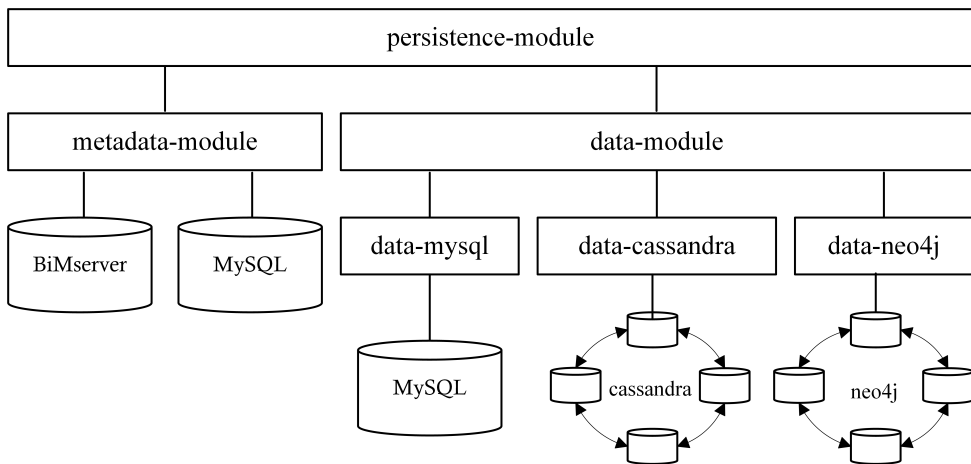 persistence-module
metadata-module
data-module
BiMserver
MySQL
data-mysql
data-cassandra
data-neo4j
MySQL
cassandra
neo4j